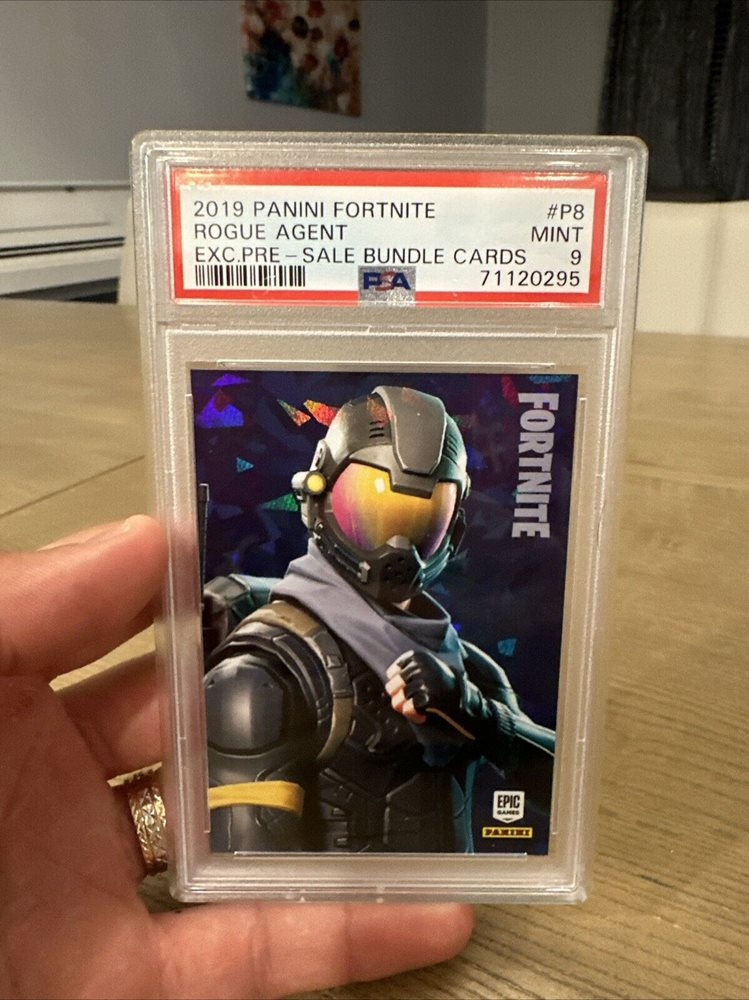 2019 PANINI FORTNITE #P8
ROGUE AGENT MINT
EXC.PRE-SALE BUNDLE CARDS 9
PSA 71120295
FORTNITE
EPIC
GAMES
PANINI